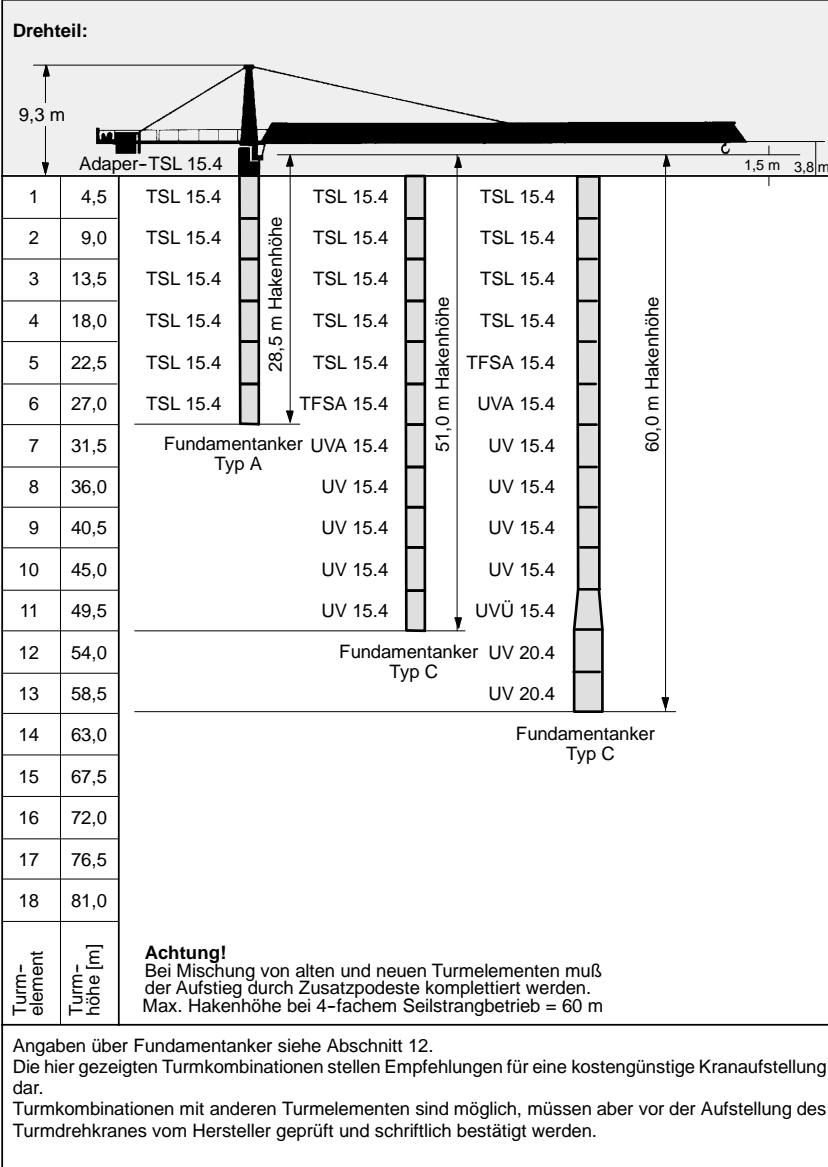 Drehteil:
9,3 m
Adaper-TSL 15.4
1,5 m 3,8 m
1 4,5 TSL 15.4 TSL 15.4 TSL 15.4
2 9,0 TSL 15.4 TSL 15.4 TSL 15.4
3 13,5 TSL 15.4 TSL 15.4 TSL 15.4
4 18,0 TSL 15.4 TSL 15.4 TSL 15.4
5 22,5 TSL 15.4 TSL 15.4 TFSA 15.4
6 27,0 TSL 15.4 TFSA 15.4 UVA 15.4
28,5 m Hakenhöhe
51,0 m Hakenhöhe
60,0 m Hakenhöhe
7 31,5 Fundamentanker UVA 15.4 UV 15.4
Typ A
8 36,0 UV 15.4 UV 15.4
9 40,5 UV 15.4 UV 15.4
10 45,0 UV 15.4 UV 15.4
11 49,5 UV 15.4 UVÜ 15.4
12 54,0 Fundamentanker UV 20.4
Typ C
13 58,5 UV 20.4
14 63,0 Fundamentanker
Typ C
15 67,5
16 72,0
17 76,5
18 81,0
Turm-
element
Turm-
höhe [m]
Achtung!
Bei Mischung von alten und neuen Turmelementen muß
der Aufstieg durch Zusatzpodeste komplettiert werden.
Max. Hakenhöhe bei 4-fachem Seilstrangbetrieb = 60 m
Angaben über Fundamentanker siehe Abschnitt 12.
Die hier gezeigten Turmkombinationen stellen Empfehlungen für eine kostengünstige Kranaufstellung
dar.
Turmkombinationen mit anderen Turmelementen sind möglich, müssen aber vor der Aufstellung des
Turmdrehkranes vom Hersteller geprüft und schriftlich bestätigt werden.